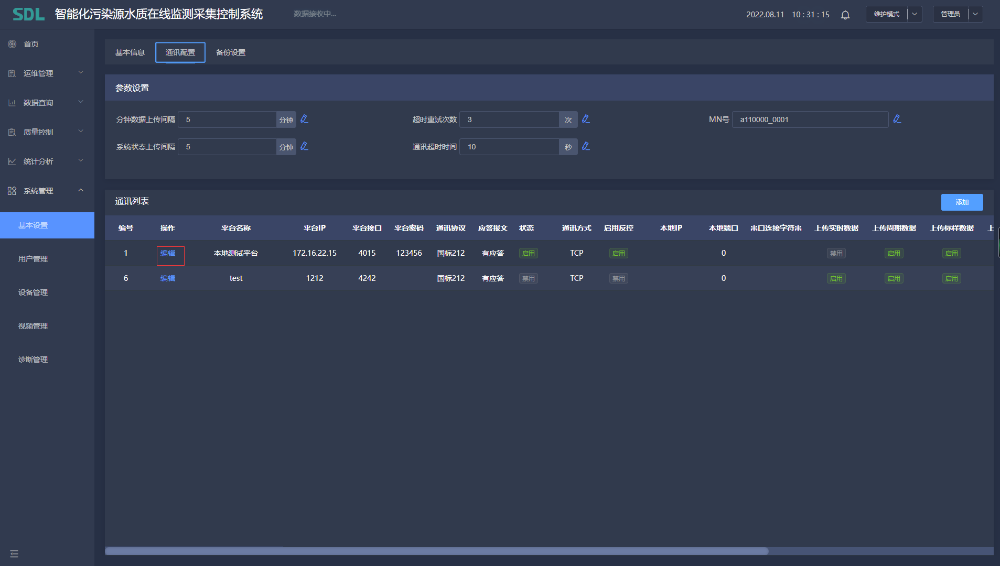 SDL 智能化污染源水质在线监测采集控制系统 数据接收中... 2022.08.11 10 : 31 : 15 维护模式 管理员
首页
运维管理
数据查询
质量控制
统计分析
系统管理
基本设置
用户管理
设备管理
视频管理
诊断管理
基本信息 通讯配置 备份设置
参数设置
分钟数据上传间隔 5 分钟 超时重试次数 3 次 MN号 a110000_0001
系统状态上传间隔 5 分钟 通讯超时时间 10 秒
通讯列表 添加
编号 操作 平台名称 平台IP 平台接口 平台密码 通讯协议 应答报文 状态 通讯方式 启用反控 本地IP 本地端口 串口连接字符串 上传实时数据 上传周期数据 上传标样数据 上
1 编辑 本地测试平台 172.16.22.15 4015 123456 国标212 有应答 启用 TCP 启用 0 禁用 启用 启用
6 编辑 test 1212 4242 国标212 有应答 禁用 TCP 禁用 0 启用 启用 启用